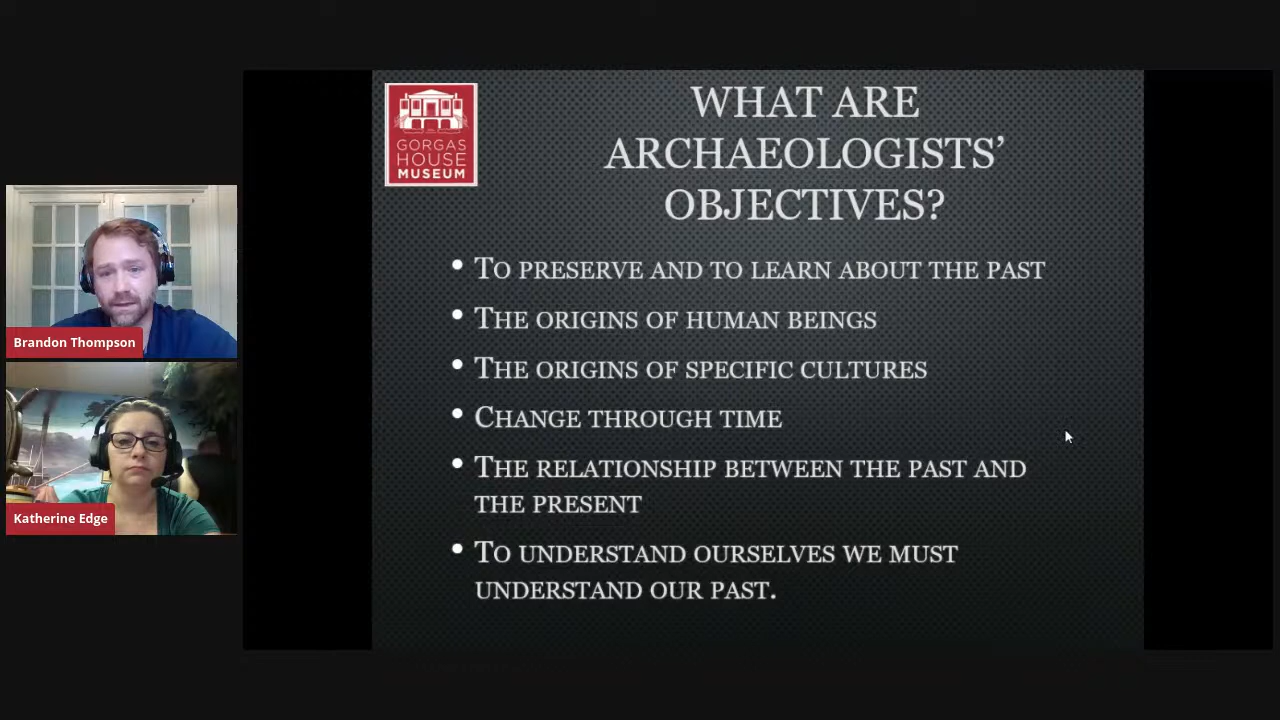 GORGAS
HOUSE
MUSEUM
WHAT ARE
ARCHAEOLOGISTS’
OBJECTIVES?
• To preserve and to learn about the past
• The origins of human beings
• The origins of specific cultures
• Change through time
• The relationship between the past and
the present
• To understand ourselves we must
understand our past.
Brandon Thompson
Katherine Edge